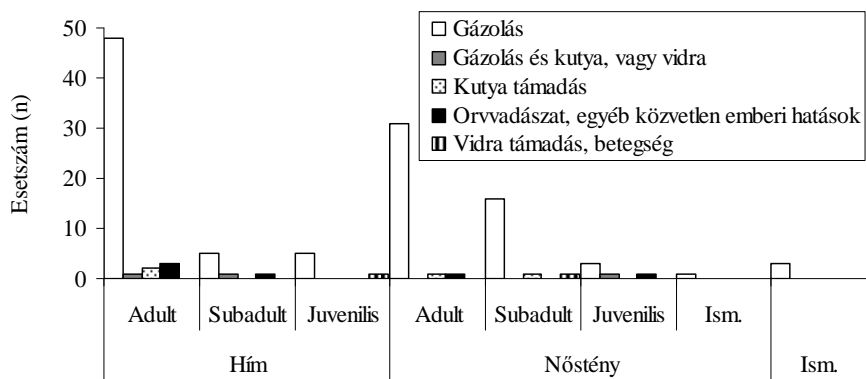 50
40
30
20
10
0
Esetszám (n)
Gázolás
Gázolás és kutya, vagy vidra
Kutya támadás
Orvvadászat, egyéb közvetlen emberi hatások
Vidra támadás, betegség
Adult Subadult Juvenilis Adult Subadult Juvenilis Ism.
Hím Nőstény Ism.